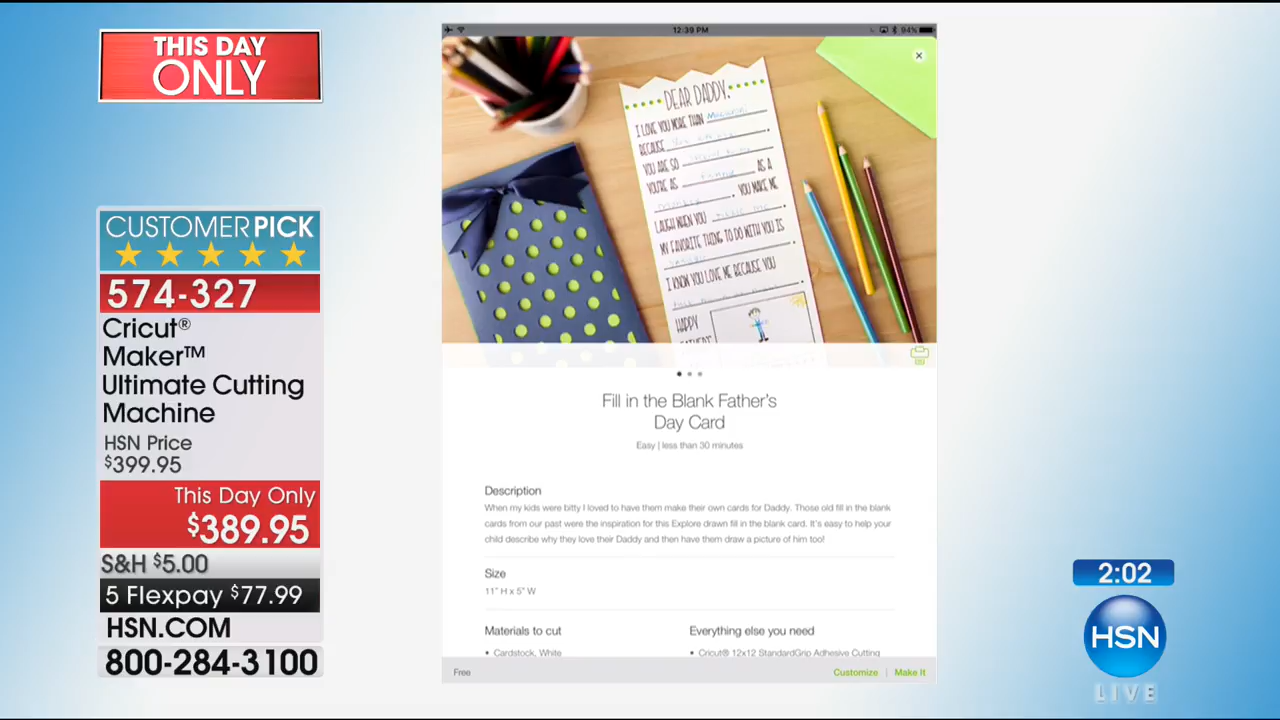 THIS DAY
ONLY
CUSTOMER PICK
574-327
Cricut®
Maker™
Ultimate Cutting
Machine
HSN Price
$399.95
This Day Only
$389.95
S&H $5.00
5 Flexpay $77.99
HSN.COM
800-284-3100
12:39 PM
94%
DEAR DADDY,
I LOVE YOU MORE THAN Macaroni
BECAUSE
YOU ARE SO
YOU'RE AS AS A
. YOU MAKE ME
LAUGH WHEN YOU
MY FAVORITE THING TO DO WITH YOU IS
I KNOW YOU LOVE ME BECAUSE YOU
HAPPY
Fill in the Blank Father's
Day Card
Easy | less than 30 minutes
Description
When my kids were bitty I loved to have them make their own cards for Daddy. Those old fill in the blank
cards from our past were the inspiration for this Explore drawn fill in the blank card. It's easy to help your
child describe why they love their Daddy and then have them draw a picture of him too!
Size
11" H x 5" W
Materials to cut
• Cardstock, White
Everything else you need
• Cricut® 12x12 StandardGrip Adhesive Cutting
Free
Customize | Make It
2:02
HSN
LIVE